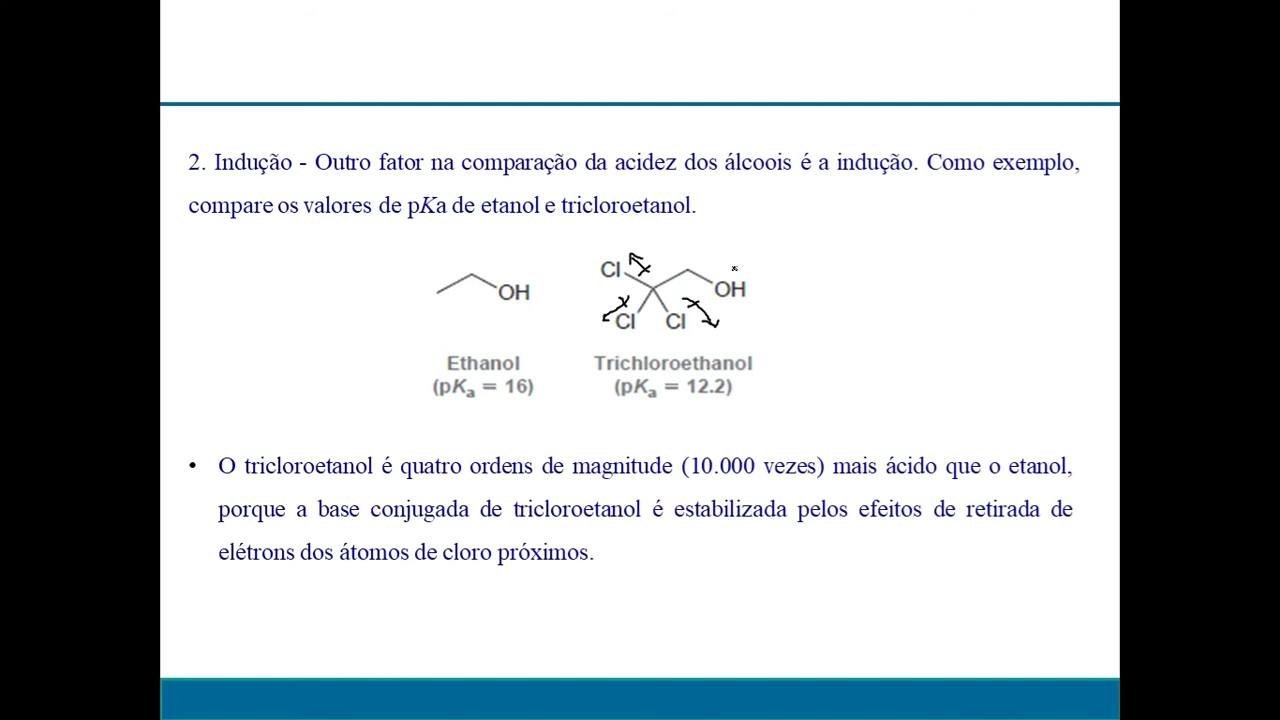 2. Indução - Outro fator na comparação da acidez dos álcoois é a indução. Como exemplo,
compare os valores de pKa de etanol e tricloroetanol.
OH
Cl
OH
Cl
Cl
Ethanol
(pKa = 16)
Trichloroethanol
(pKa = 12.2)
• O tricloroetanol é quatro ordens de magnitude (10.000 vezes) mais ácido que o etanol,
porque a base conjugada de tricloroetanol é estabilizada pelos efeitos de retirada de
elétrons dos átomos de cloro próximos.